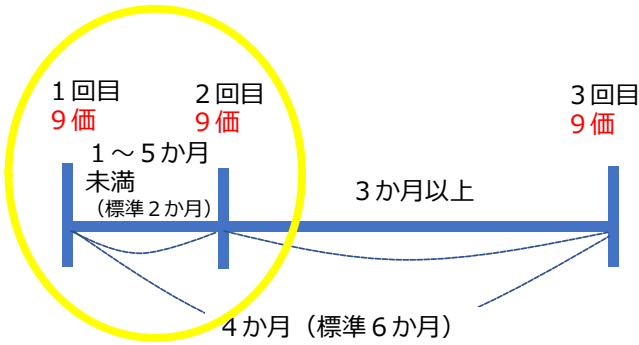 １回目
９価
２回目
９価
３回目
９価
１～５か月
未満
（標準２か月）
３か月以上
４か月（標準６か月）